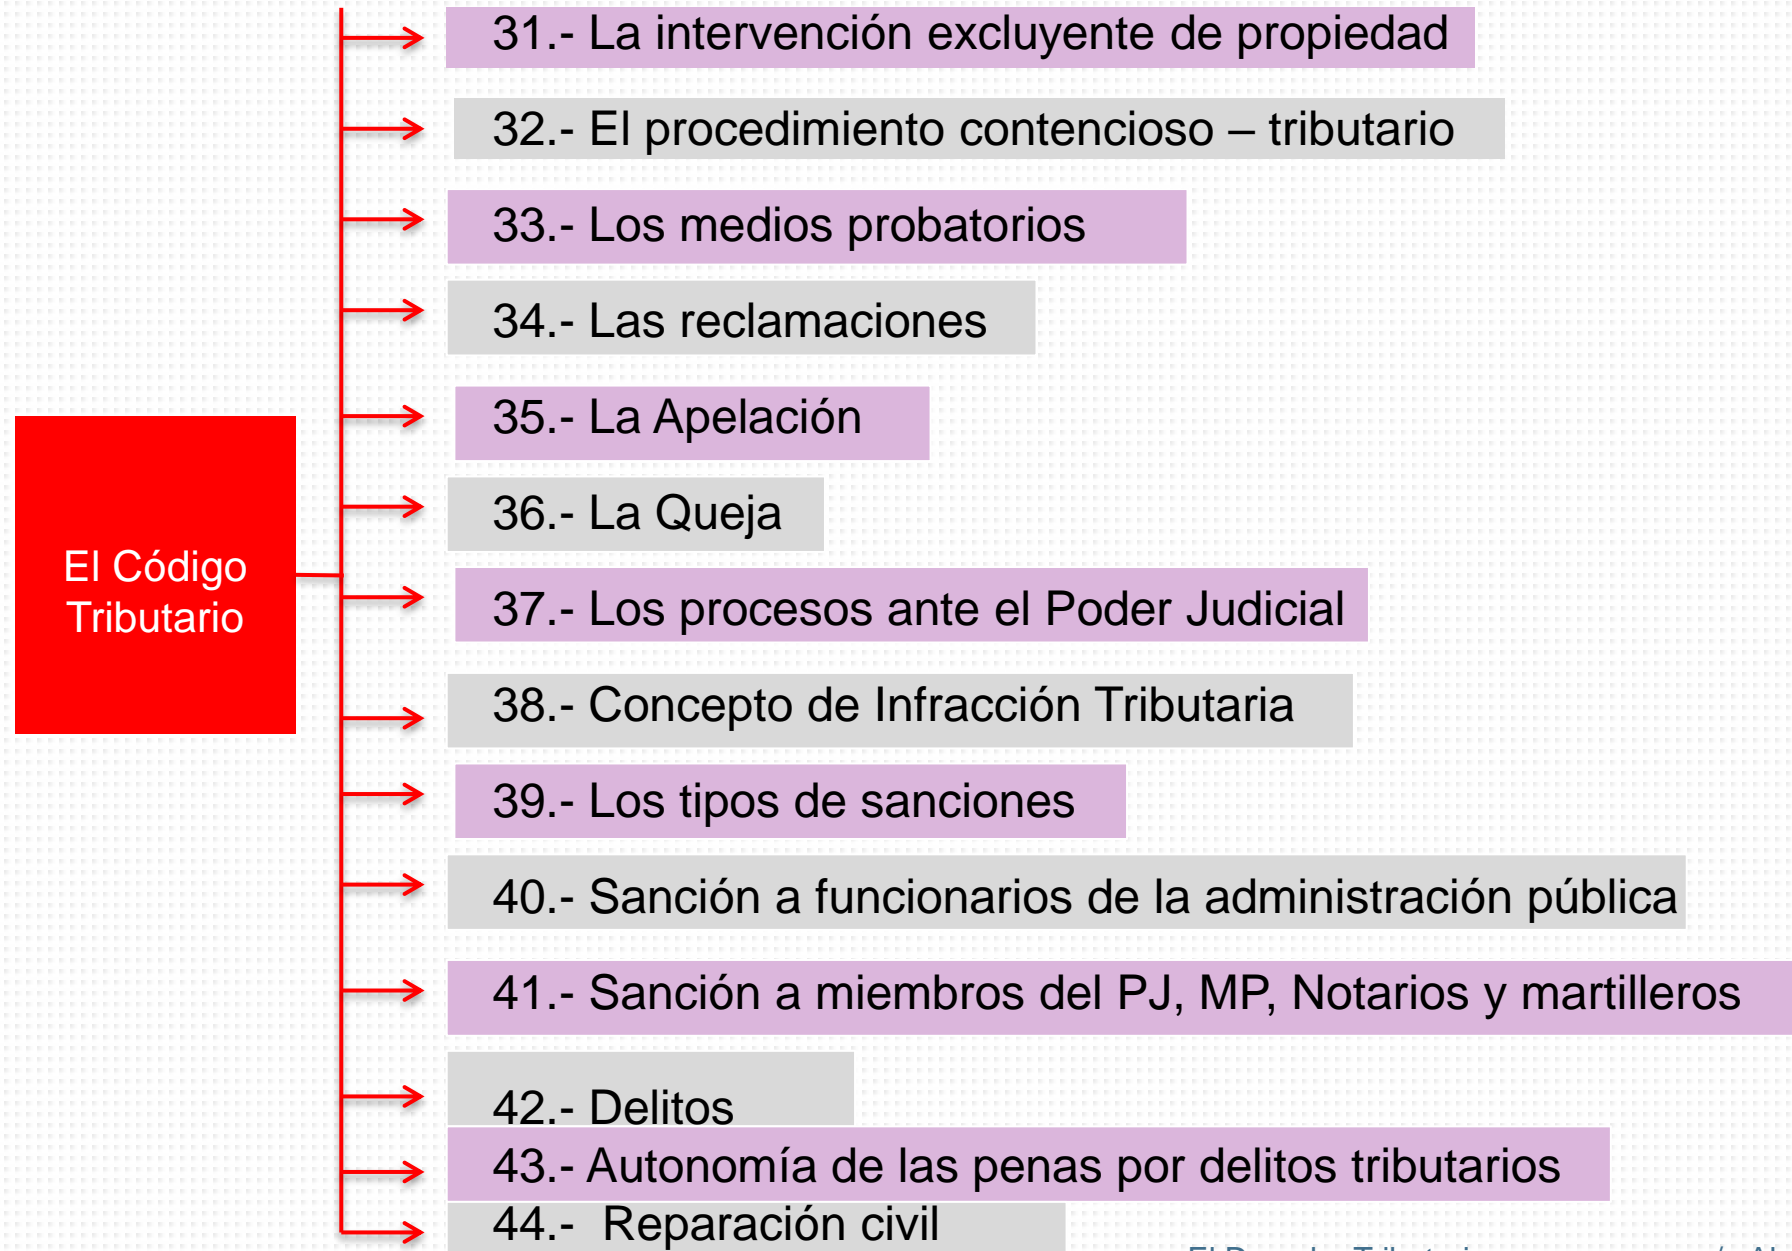 31.- La intervención excluyente de propiedad
32.- El procedimiento contencioso – tributario
33.- Los medios probatorios
34.- Las reclamaciones
35.- La Apelación
36.- La Queja
El Código
Tributario
37.- Los procesos ante el Poder Judicial
38.- Concepto de Infracción Tributaria
39.- Los tipos de sanciones
40.- Sanción a funcionarios de la administración pública
41.- Sanción a miembros del PJ, MP, Notarios y martilleros
42.- Delitos
43.- Autonomía de las penas por delitos tributarios
44.- Reparación civil